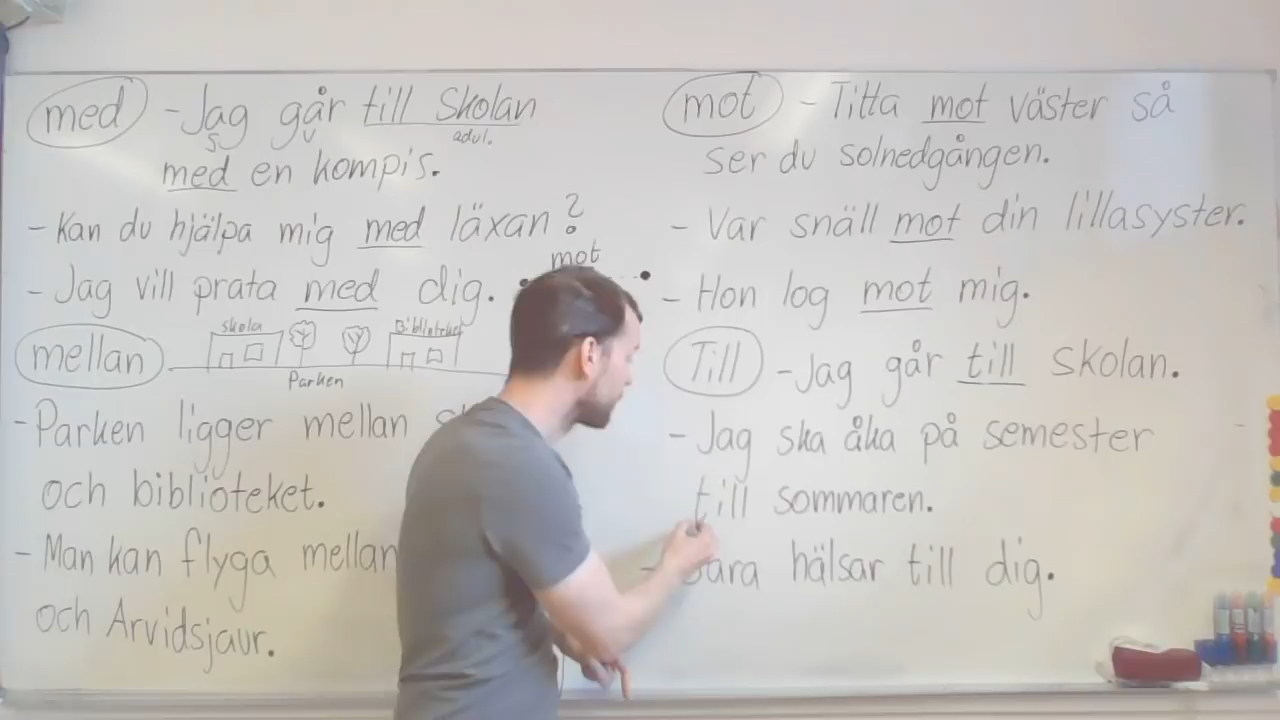 med - Jag går till Skolan
s v advl.
med en kompis.
- Kan du hjälpa mig med läxan?
mot
- Jag vill prata med dig.
mellan
skola
Biblioteket
Parken
- Parken ligger mellan
och biblioteket.
- Man kan flyga mellan
och Arvidsjaur.
mot - Titta mot väster så
ser du solnedgången.
- Var snäll mot din lillasyster.
- Hon log mot mig.
Till - Jag går till skolan.
- Jag ska åka på semester
till sommaren.
- hälsar till dig.